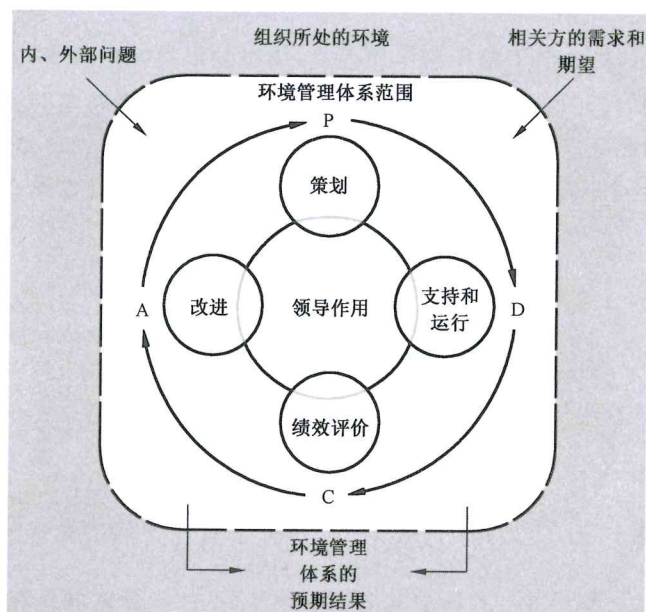 组织所处的环境
内、外部问题
相关方的需求和
期望
环境管理体系范围
P
策划
A
改进
领导作用
支持和
运行
D
绩效评价
C
环境管理
体系的
预期结果